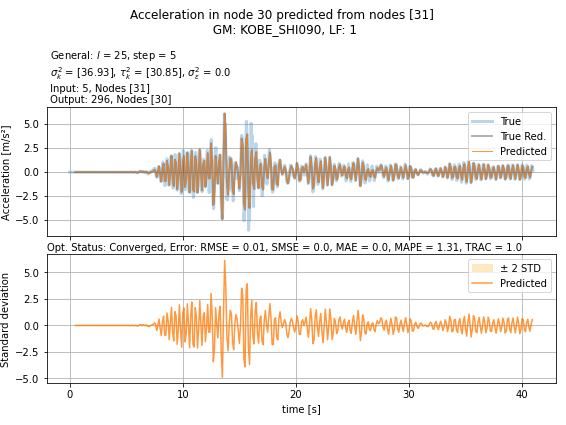 Acceleration in node 30 predicted from nodes [31]
GM: KOBE_SHI090, LF: 1
General: l = 25, step = 5
σ²ₖ = [36.93], τ²ₖ = [30.85], σ²_ε = 0.0
Input: 5, Nodes [31]
Output: 296, Nodes [30]
Acceleration [m/s²]
5.0
2.5
0.0
−2.5
−5.0
True
True Red.
Predicted
Opt. Status: Converged, Error: RMSE = 0.01, SMSE = 0.0, MAE = 0.0, MAPE = 1.31, TRAC = 1.0
Standard deviation
5.0
2.5
0.0
−2.5
−5.0
± 2 STD
Predicted
0
10
20
30
40
time [s]